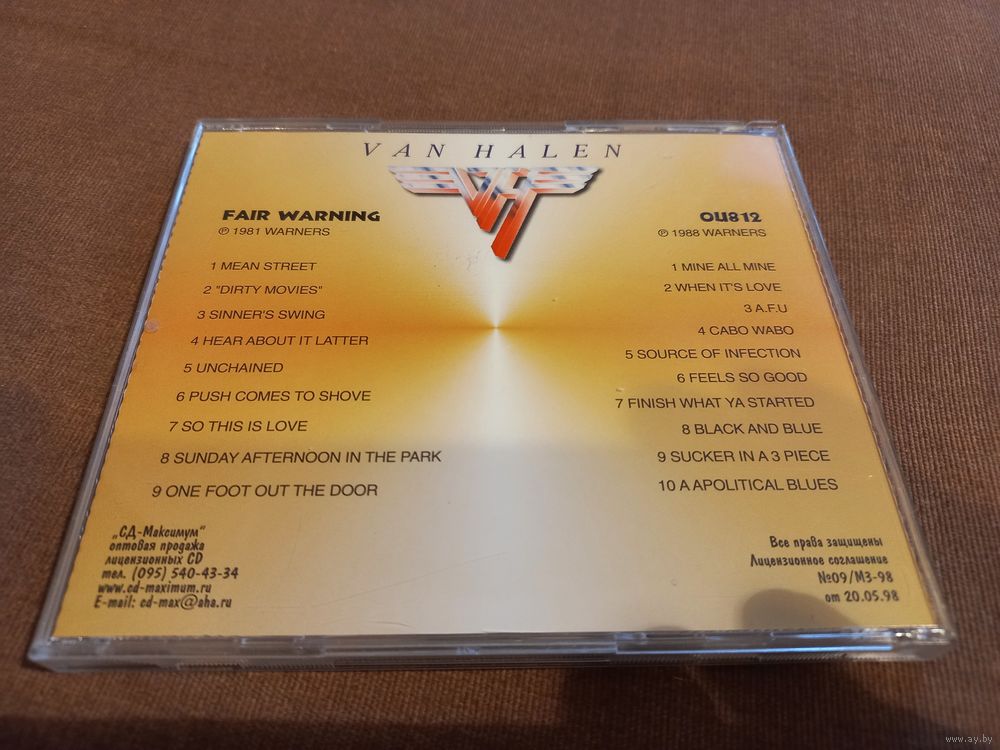 VAN HALEN
VH
FAIR WARNING
℗ 1981 WARNERS
1 MEAN STREET
2 "DIRTY MOVIES"
3 SINNER'S SWING
4 HEAR ABOUT IT LATTER
5 UNCHAINED
6 PUSH COMES TO SHOVE
7 SO THIS IS LOVE
8 SUNDAY AFTERNOON IN THE PARK
9 ONE FOOT OUT THE DOOR
OU812
℗ 1988 WARNERS
1 MINE ALL MINE
2 WHEN IT'S LOVE
3 A.F.U
4 CABO WABO
5 SOURCE OF INFECTION
6 FEELS SO GOOD
7 FINISH WHAT YA STARTED
8 BLACK AND BLUE
9 SUCKER IN A 3 PIECE
10 A APOLITICAL BLUES
„СД-Максимум"
оптовая продажа
лицензионных CD
тел. (095) 540-43-34
www.cd-maximum.ru
E-mail: cd-max@aha.ru
Все права защищены
Лицензионное соглашение
№09/МЗ-98
от 20.05.98
www.ay.by